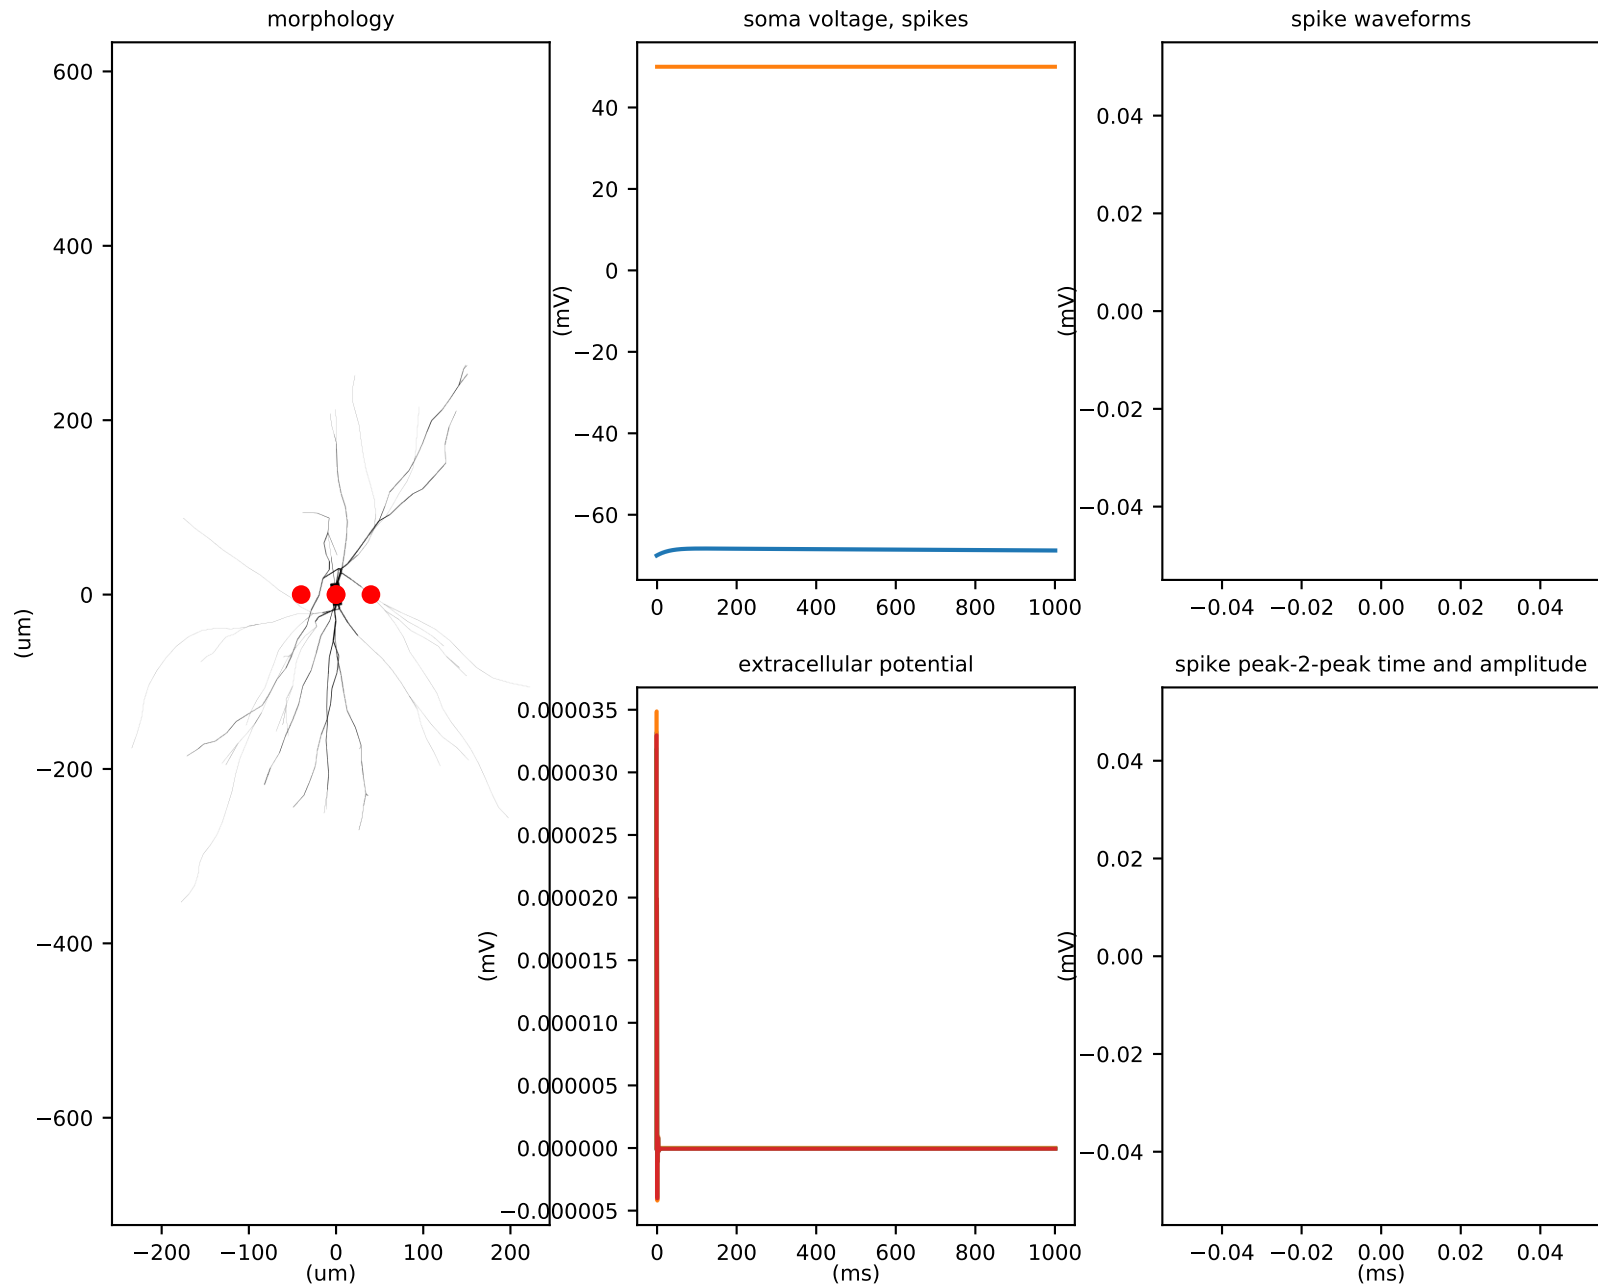 morphology
600
400
200
0
−200
−400
−600
(um)
−200 −100 0 100 200
(um)
soma voltage, spikes
40
20
0
−20
−40
−60
(mV)
0 200 400 600 800 1000
spike waveforms
0.04
0.02
0.00
−0.02
−0.04
(mV)
−0.04 −0.02 0.00 0.02 0.04
extracellular potential
0.000035
0.000030
0.000025
0.000020
0.000015
0.000010
0.000005
0.000000
−0.000005
(mV)
0 200 400 600 800 1000
(ms)
spike peak-2-peak time and amplitude
0.04
0.02
0.00
−0.02
−0.04
(mV)
−0.04 −0.02 0.00 0.02 0.04
(ms)